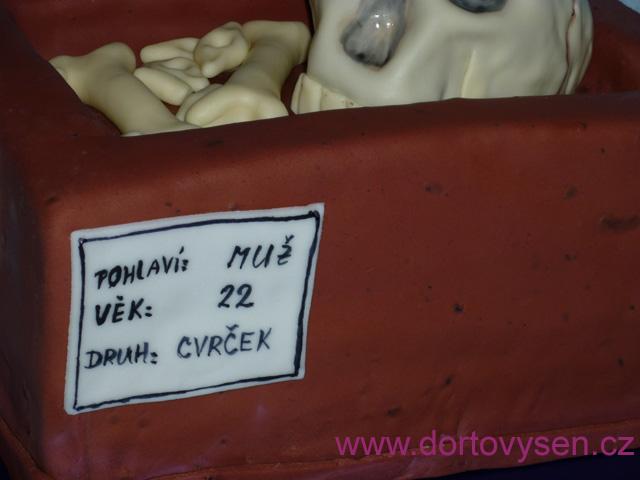 POHLAVÍ: MUŽ
VĚK: 22
DRUH: CVRČEK
www.dortovysen.cz